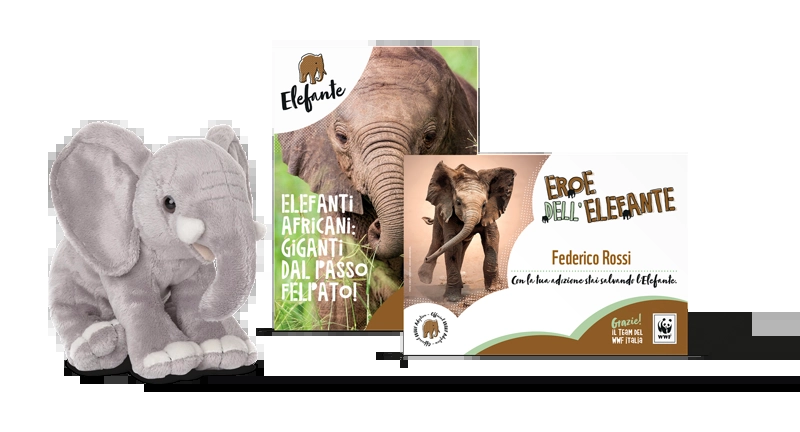 Elefante
ELEFANTI
AFRICANI:
GIGANTI
DAL PASSO
FELPATO!
EROE
DELL'ELEFANTE
Federico Rossi
Con la tua adozione stai salvando l'Elefante.
Grazie!
IL TEAM DEL
WWF ITALIA
WWF